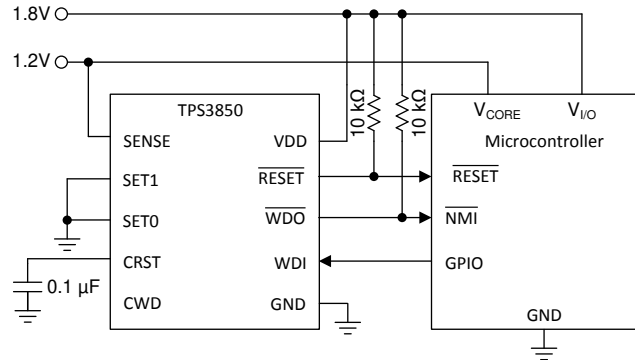 1.8V
1.2V
TPS3850
SENSE
SET1
SET0
CRST
CWD
VDD
RESET
WDO
WDI
GND
0.1 µF
10 kΩ
10 kΩ
VCORE
VI/O
Microcontroller
RESET
NMI
GPIO
GND